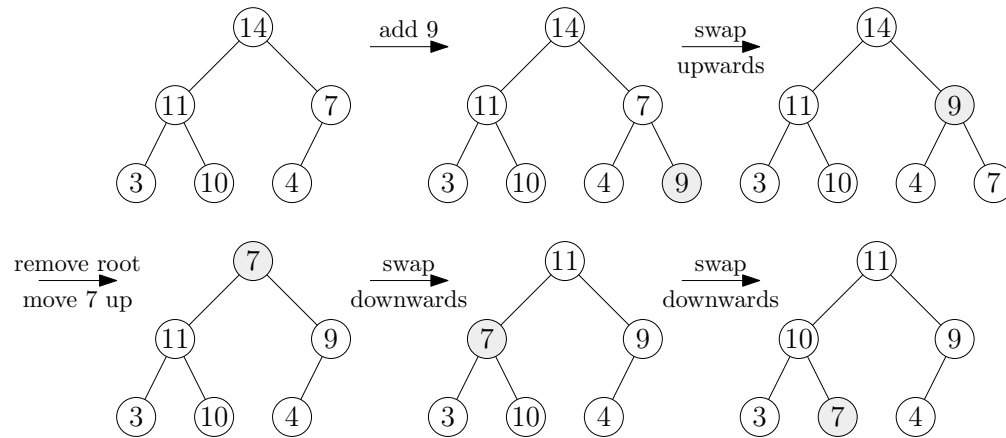 14 add 9 14 swap 14
upwards
11 7 11 7 11 9
3 10 4 3 10 4 9 3 10 4 7
remove root 7 swap 11 swap 11
move 7 up downwards downwards
11 9 7 9 10 9
3 10 4 3 10 4 3 7 4